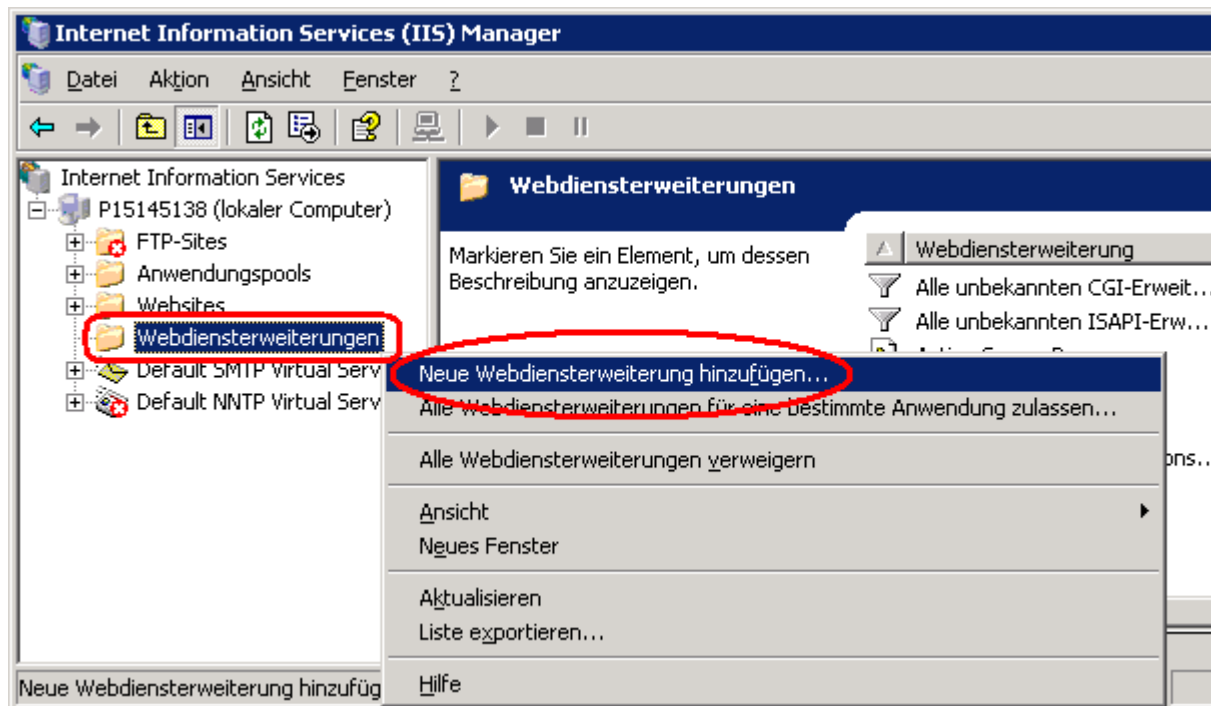 Internet Information Services (IIS) Manager
Datei Aktion Ansicht Fenster ?
Internet Information Services
P15145138 (lokaler Computer)
FTP-Sites
Anwendungspools
Websites
Webdiensterweiterungen
Default SMTP Virtual Serv
Default NNTP Virtual Serv
Webdiensterweiterungen
Markieren Sie ein Element, um dessen
Beschreibung anzuzeigen.
Webdiensterweiterung
Alle unbekannten CGI-Erweit...
Alle unbekannten ISAPI-Erw...
Neue Webdiensterweiterung hinzufügen...
Alle Webdiensterweiterungen für eine bestimmte Anwendung zulassen...
Alle Webdiensterweiterungen verweigern
ons..
Ansicht
Neues Fenster
Aktualisieren
Liste exportieren...
Hilfe
Neue Webdiensterweiterung hinzufüg